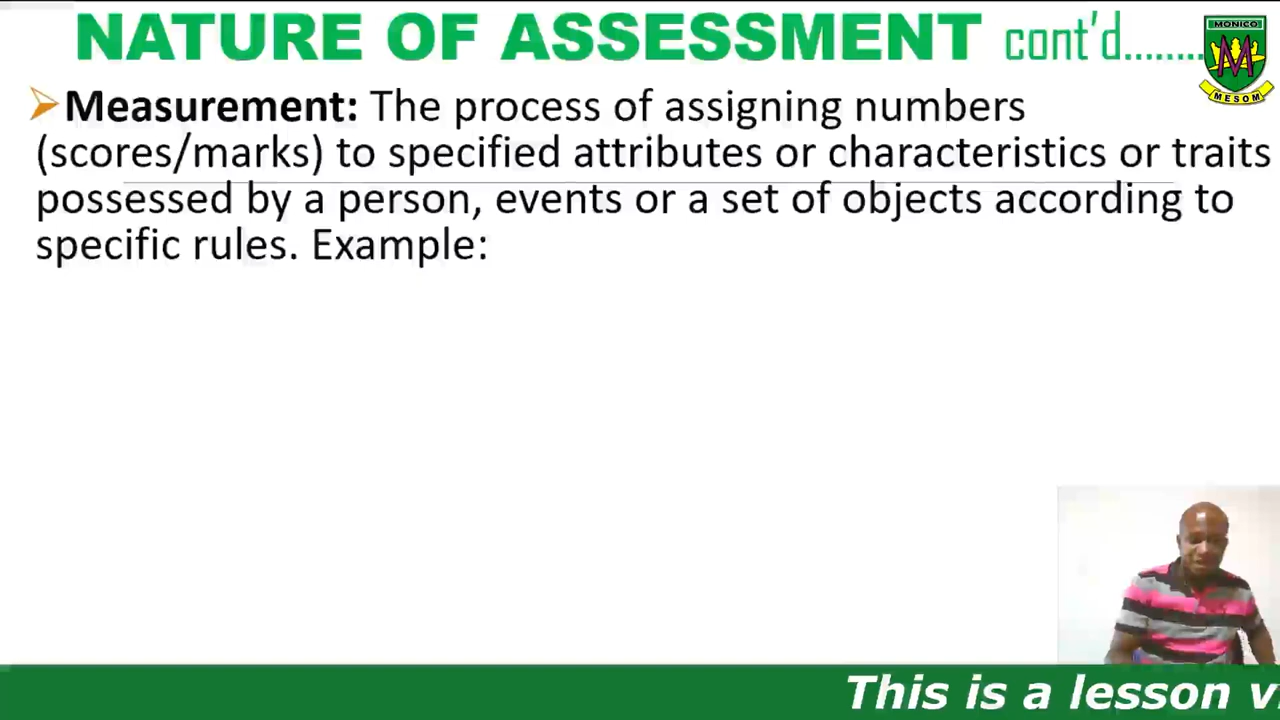 NATURE OF ASSESSMENT cont'd........
MONICO
M
MESOM
➢Measurement: The process of assigning numbers
(scores/marks) to specified attributes or characteristics or traits
possessed by a person, events or a set of objects according to
specific rules. Example:
This is a lesson